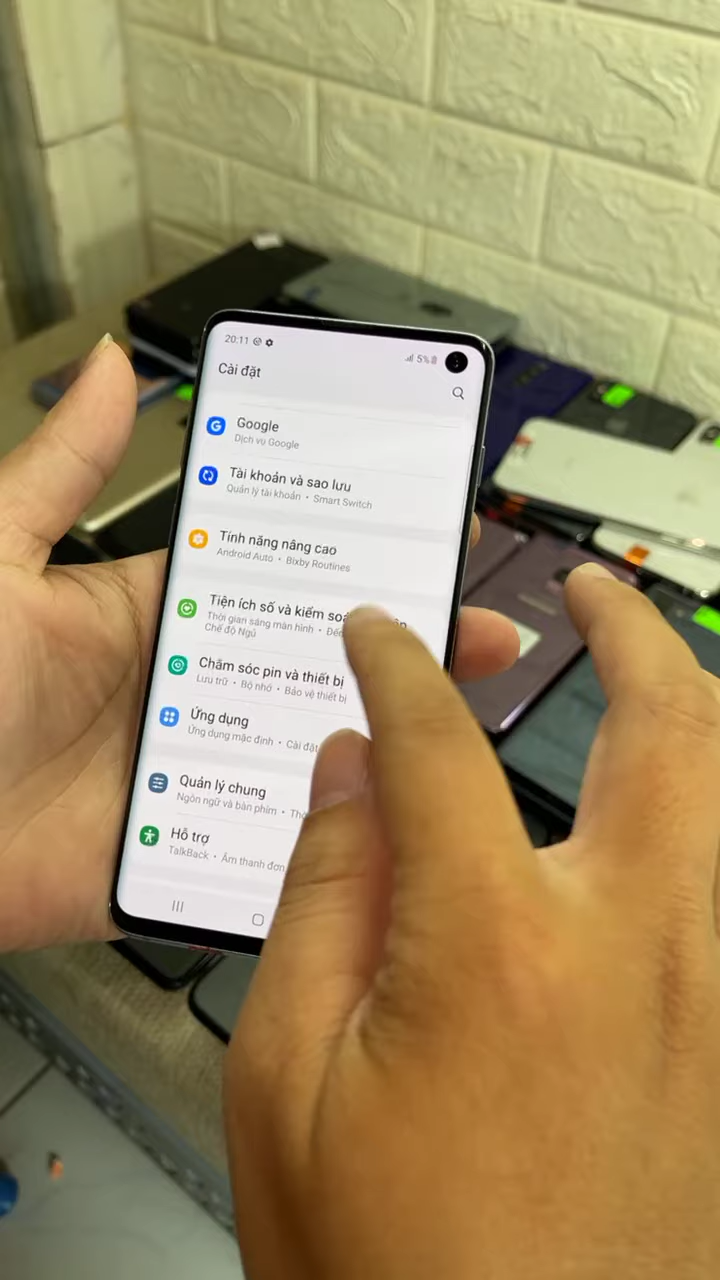 20:11
5%
Cài đặt
Google
Dịch vụ Google
Tài khoản và sao lưu
Quản lý tài khoản • Smart Switch
Tính năng nâng cao
Android Auto • Bixby Routines
Tiện ích số và kiểm
Thời gian sáng màn hình •
Chế độ Ngủ
Chăm sóc pin và thiết bị
Lưu trữ • Bộ nhớ • Bảo vệ thiết bị
Ứng dụng
Ứng dụng mặc định • Cài đặt
Quản lý chung
Ngôn ngữ và bàn phím •
Hỗ trợ
TalkBack • Âm thanh đơn